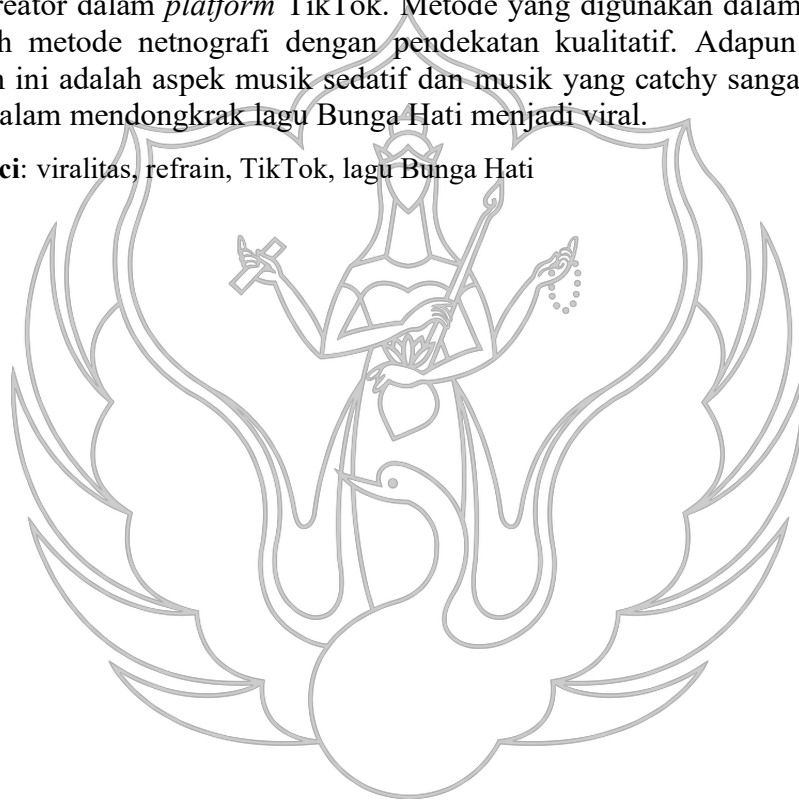 reator dalam platform TikTok. Metode yang digunakan dalam
h metode netnografi dengan pendekatan kualitatif. Adapun
n ini adalah aspek musik sedatif dan musik yang catchy sanga
alam mendongkrak lagu Bunga Hati menjadi viral.
ci: viralitas, refrain, TikTok, lagu Bunga Hati